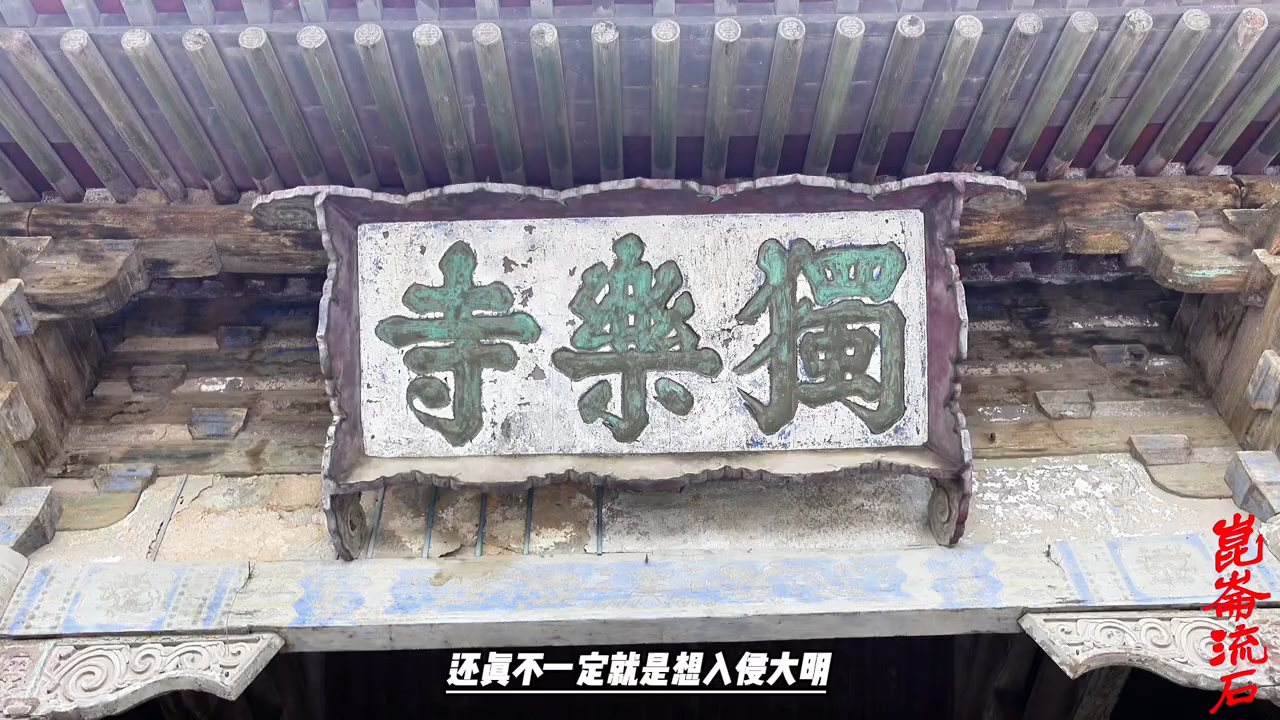 獨樂寺
还真不一定就是想入侵大明
崑崙流石